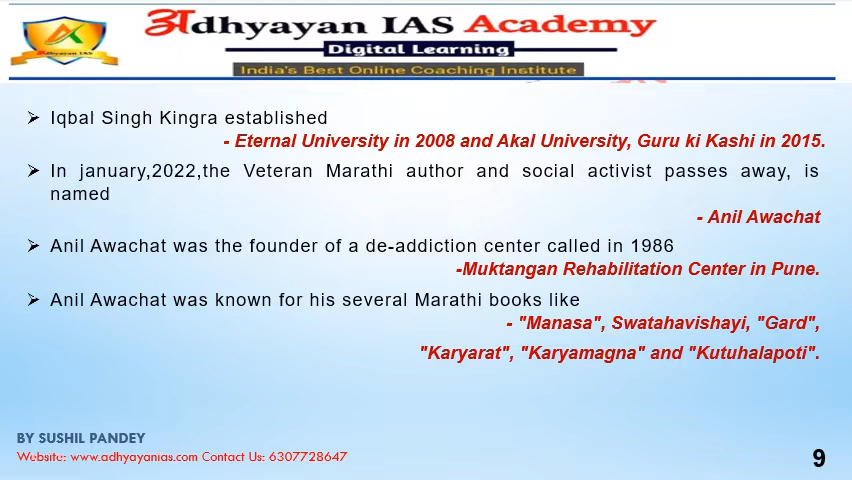 अdhyayan IAS Academy
Adhyayan IAS
Digital Learning
India's Best Online Coaching Institute
➢ Iqbal Singh Kingra established
- Eternal University in 2008 and Akal University, Guru ki Kashi in 2015.
➢ In january,2022,the Veteran Marathi author and social activist passes away, is
named
- Anil Awachat
➢ Anil Awachat was the founder of a de-addiction center called in 1986
-Muktangan Rehabilitation Center in Pune.
➢ Anil Awachat was known for his several Marathi books like
- "Manasa", Swatahavishayi, "Gard",
"Karyarat", "Karyamagna" and "Kutuhalapoti".
BY SUSHIL PANDEY
Website: www.adhyayanias.com Contact Us: 6307728647
9